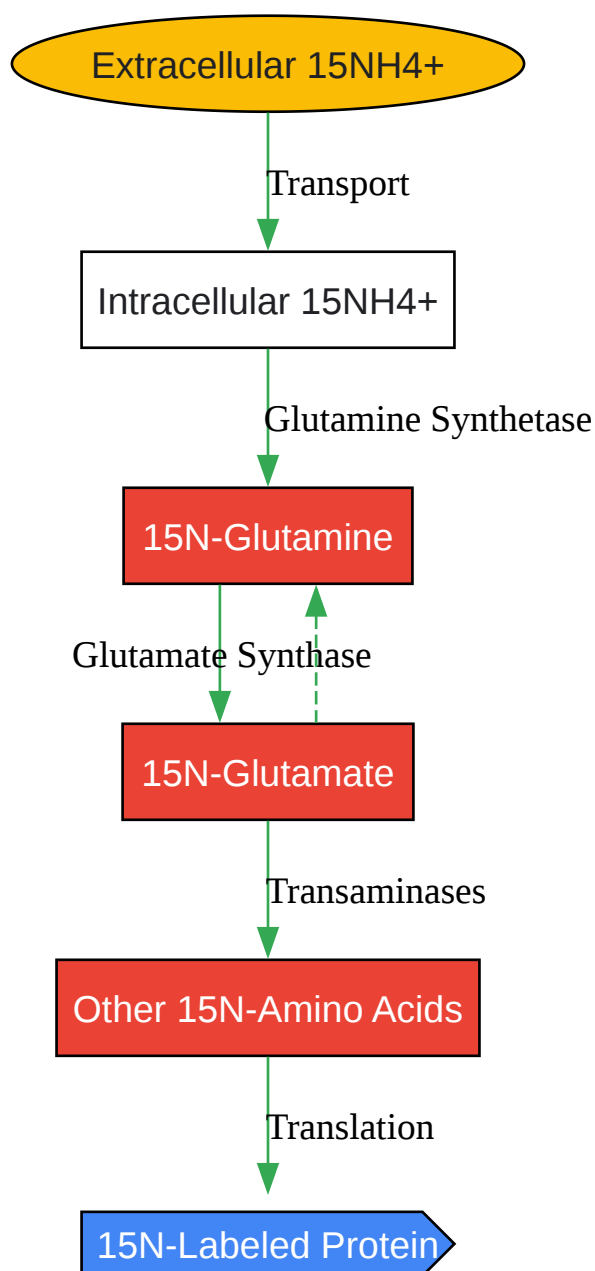 Extracellular 15NH4+
Transport
Intracellular 15NH4+
Glutamine Synthetase
15N-Glutamine
Glutamate Synthase
15N-Glutamate
Transaminases
Other 15N-Amino Acids
Translation
15N-Labeled Protein